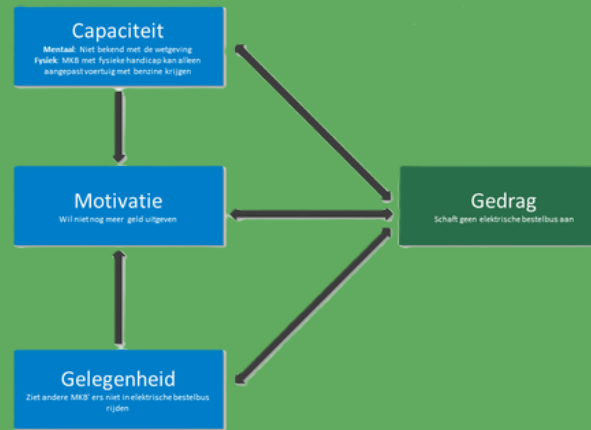 Capaciteit
Mentaal: Niet bekend met de wetgeving
Fysiek: MKB met fysieke handicap kan alleen
aangepast voertuig met benzine krijgen
Motivatie
Wil niet nog meer geld uitgeven
Gedrag
Schaft geen elektrische bestelbus aan
Gelegenheid
Ziet andere MKB' ers niet in elektrische bestelbus
rijden